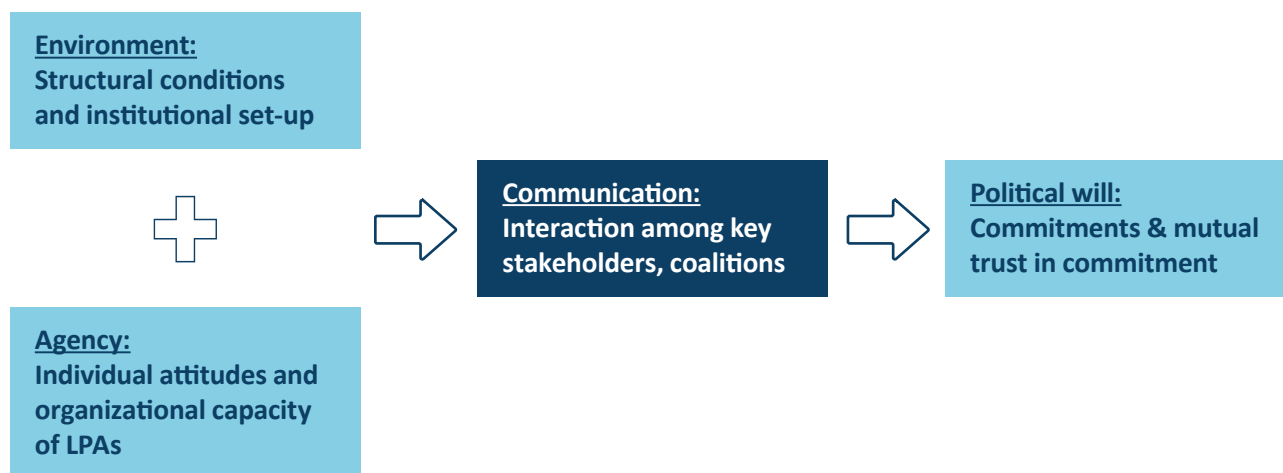 Environment:
Structural conditions
and institutional set-up
Agency:
Individual attitudes and
organizational capacity
of LPAs
Communication:
Interaction among key
stakeholders, coalitions
Political will:
Commitments & mutual
trust in commitment